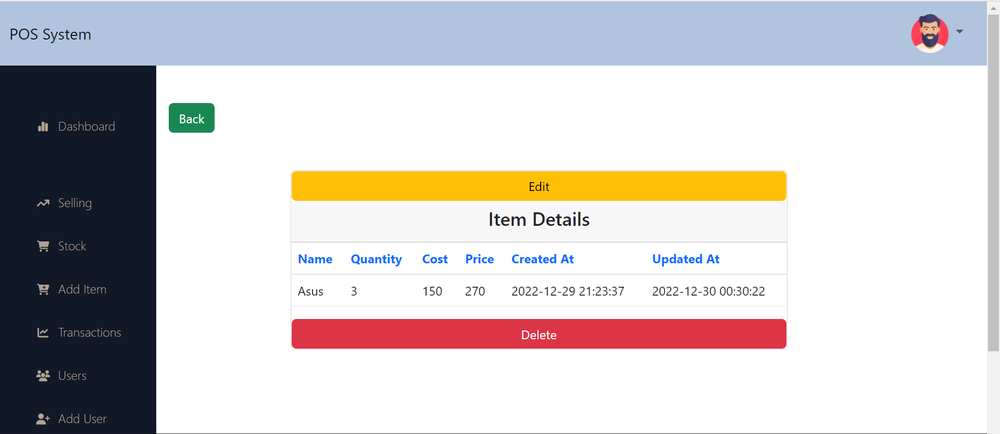 POS System
Dashboard
Selling
Stock
Add Item
Transactions
Users
Add User
Back
Edit
Item Details
Name Quantity Cost Price Created At Updated At
Asus 3 150 270 2022-12-29 21:23:37 2022-12-30 00:30:22
Delete